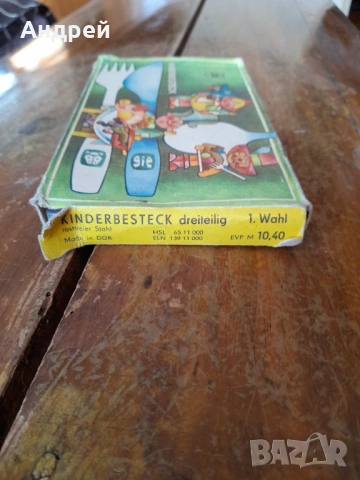 Андрей
KINDERBESTECK dreiteilig 1. Wahl
rostfreier Stahl HSL 65 11 000
Made in GDR ELN 139 11 000 EVP M 10,40
gie
BAZAR